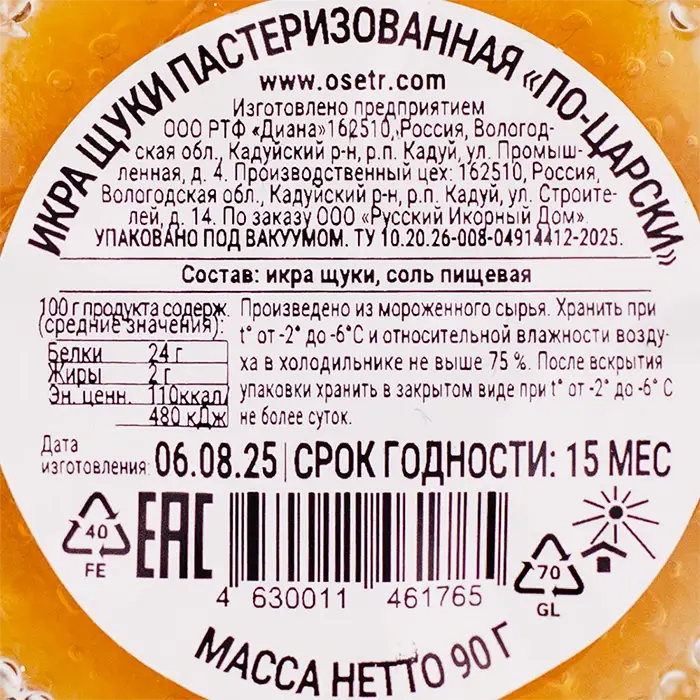 ИКРА ЩУКИ ПАСТЕРИЗОВАННАЯ «ПО-ЦАРСКИ»
www.osetr.com
Изготовлено предприятием
ООО РТФ «Диана»162510, Россия, Вологод-
ская обл., Кадуйский р-н, р.п. Кадуй, ул. Промыш-
ленная, д. 4. Производственный цех: 162510, Россия,
Вологодская обл., Кадуйский р-н, р.п. Кадуй, ул. Строите-
лей, д. 14. По заказу ООО «Русский Икорный Дом».
УПАКОВАНО ПОД ВАКУУМОМ. ТУ 10.20.26-008-04914412-2025.
Состав: икра щуки, соль пищевая
100 г продукта содерж.
(средние значения):
Белки 24 г
Жиры 2 г
Эн. ценн. 110ккал/
480 кДж
Произведено из мороженного сырья. Хранить при
t° от -2° до -6°С и относительной влажности возду-
ха в холодильнике не выше 75 %. После вскрытия
упаковки хранить в закрытом виде при t° от -2° до -6° С
не более суток.
Дата
изготовления: 06.08.25 | СРОК ГОДНОСТИ: 15 МЕС
40
FE
EAC
4 630011 461765
70
GL
МАССА НЕТТО 90 Г